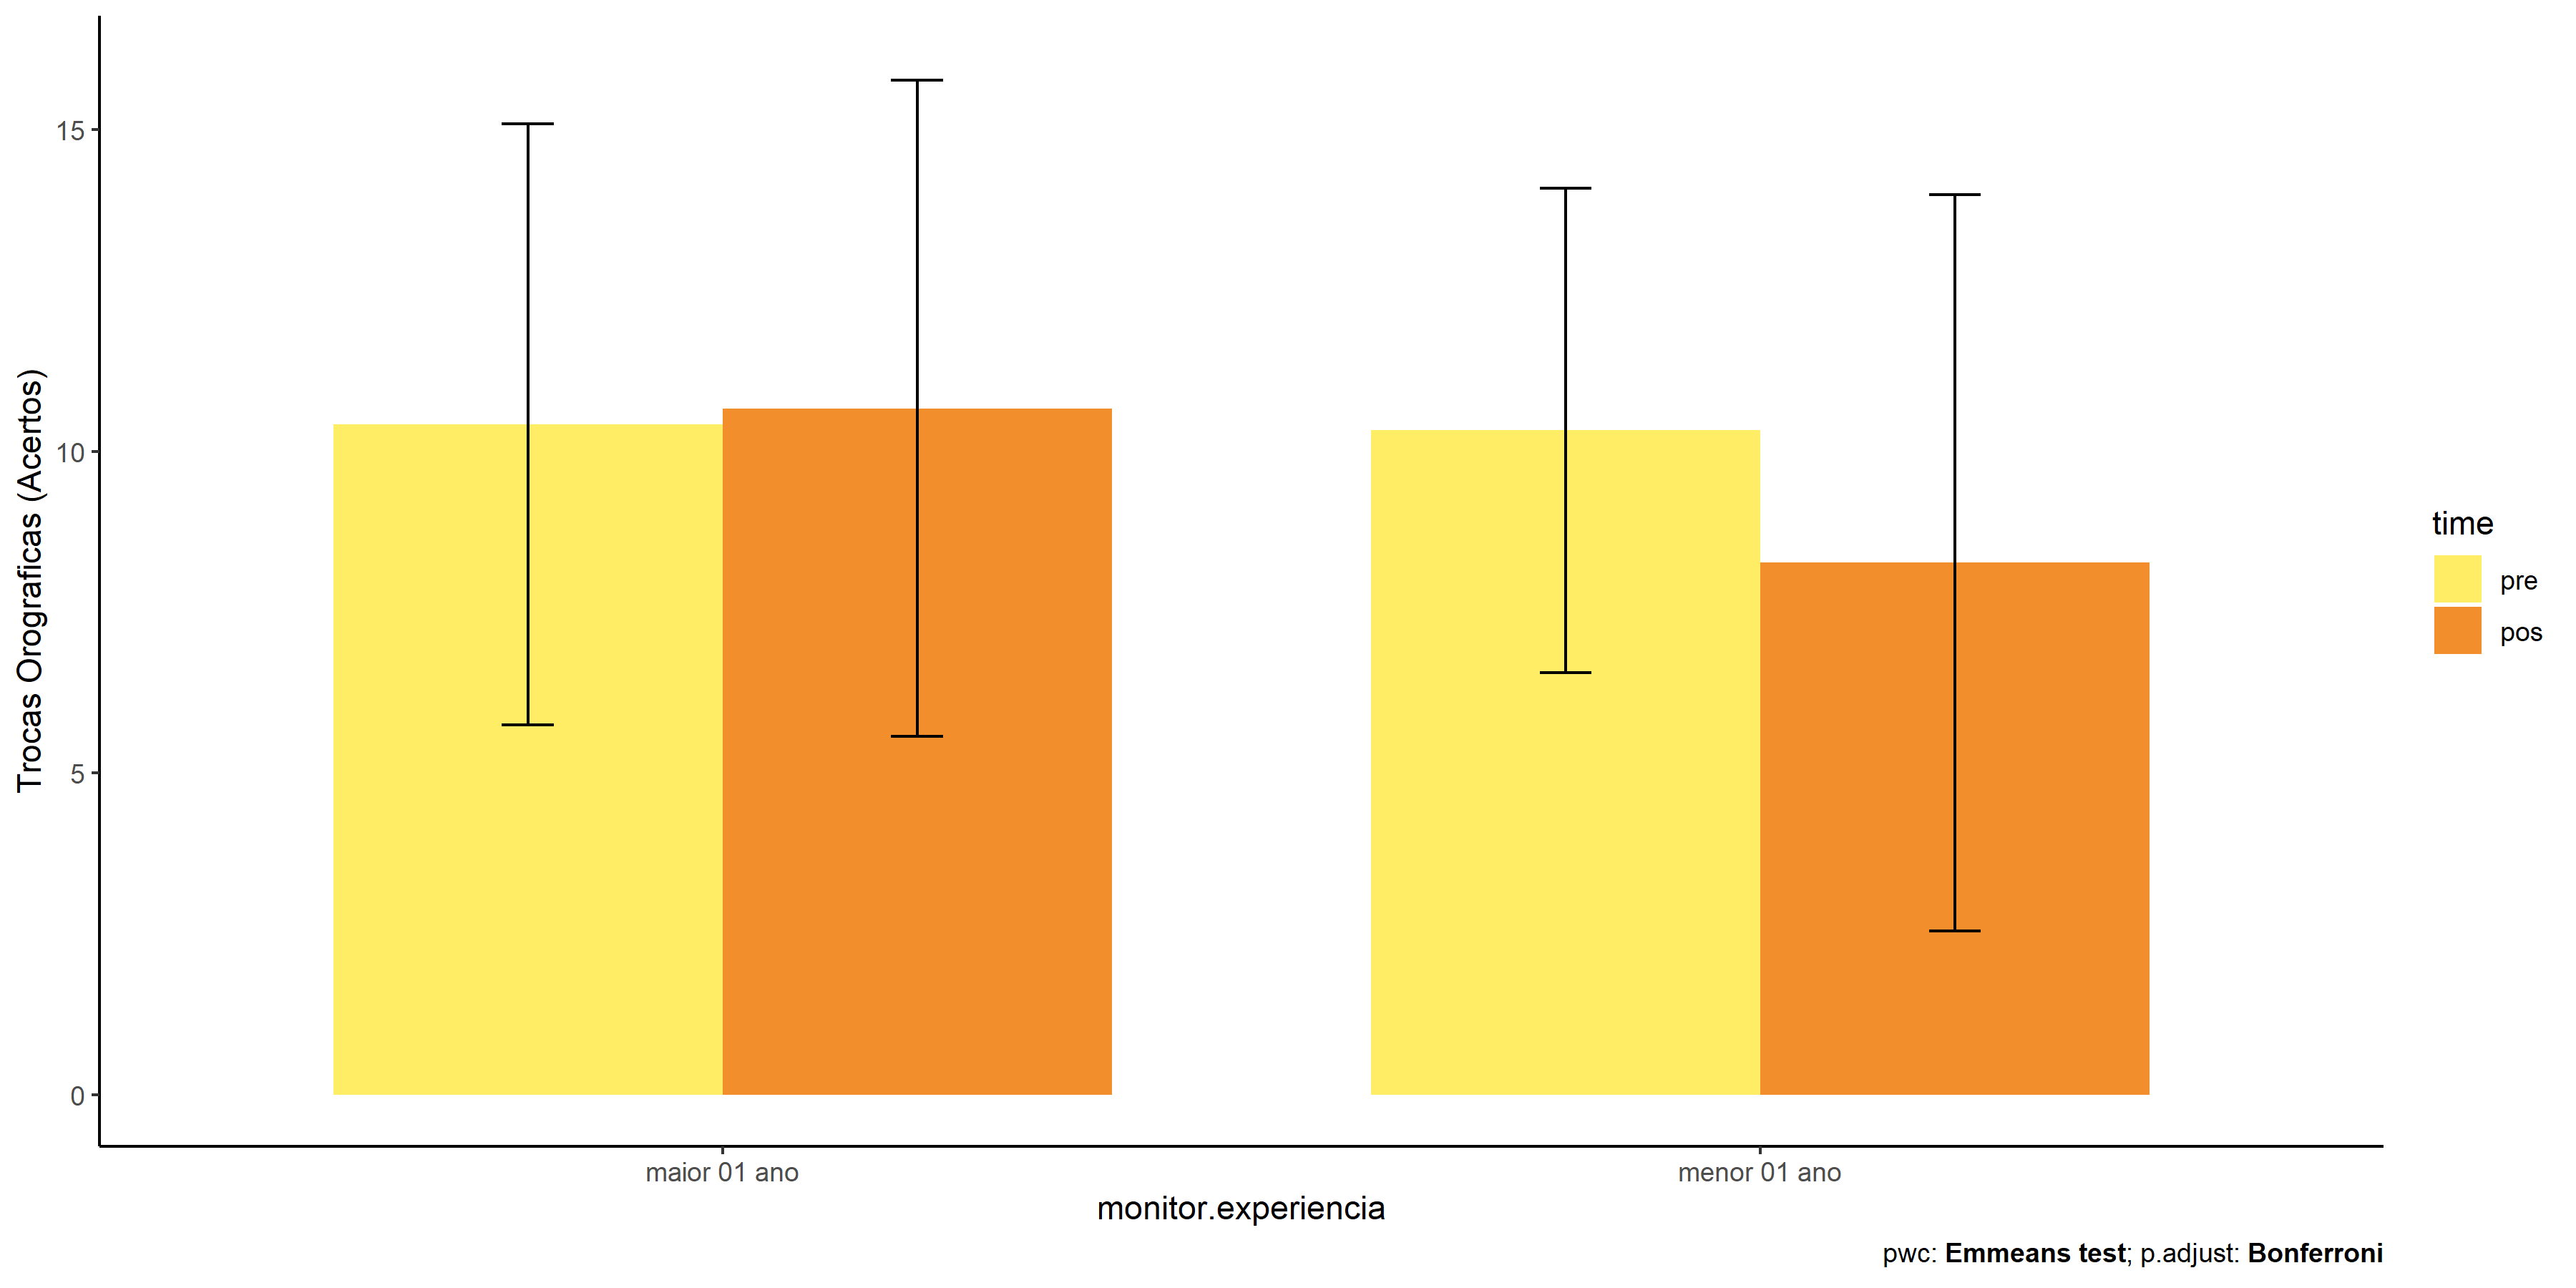 Trocas Orograficas (Acertos)
15
10
5
0
maior 01 ano
menor 01 ano
monitor.experiencia
time
pre
pos
pwc: Emmeans test; p.adjust: Bonferroni